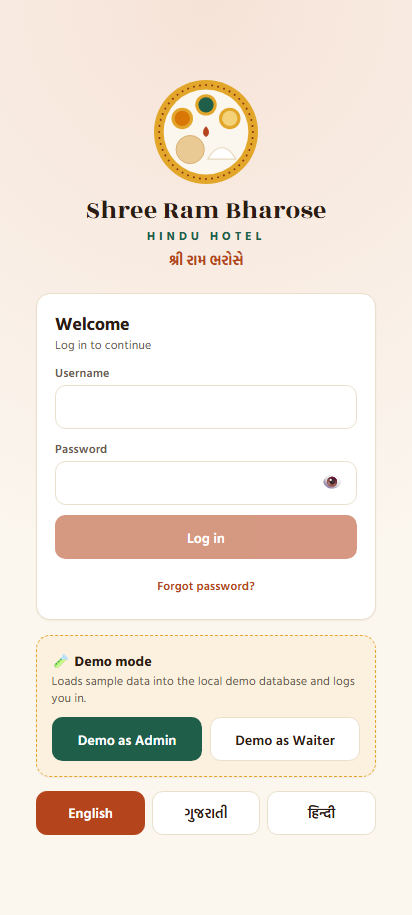 Shree Ram Bharose
HINDU HOTEL
શ્રી રામ ભરોસે
Welcome
Log in to continue
Username
Password
Log in
Forgot password?
Demo mode
Loads sample data into the local demo database and logs
you in.
Demo as Admin
Demo as Waiter
English
ગુજરાતી
हिन्दी